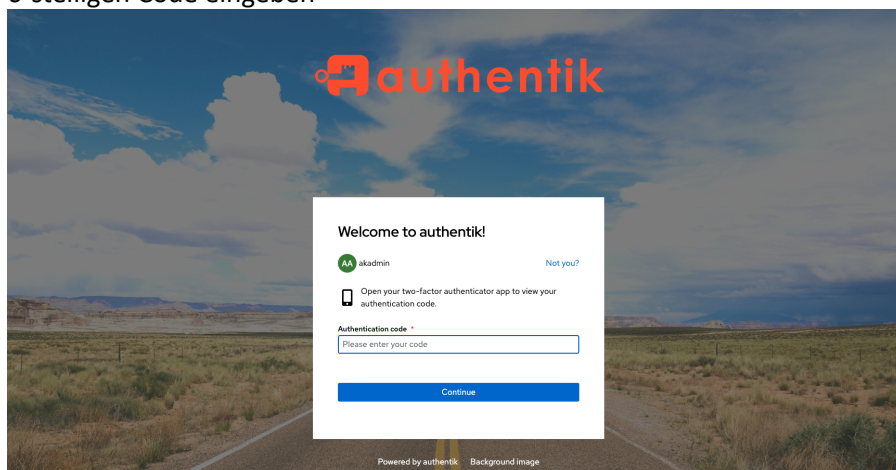 6-stelligen Code eingeben
authentik
Welcome to authentik!
AA akadmin Not you?
Open your two-factor authenticator app to view your
authentication code.
Authentication code *
Please enter your code
Continue
Powered by authentik Background image